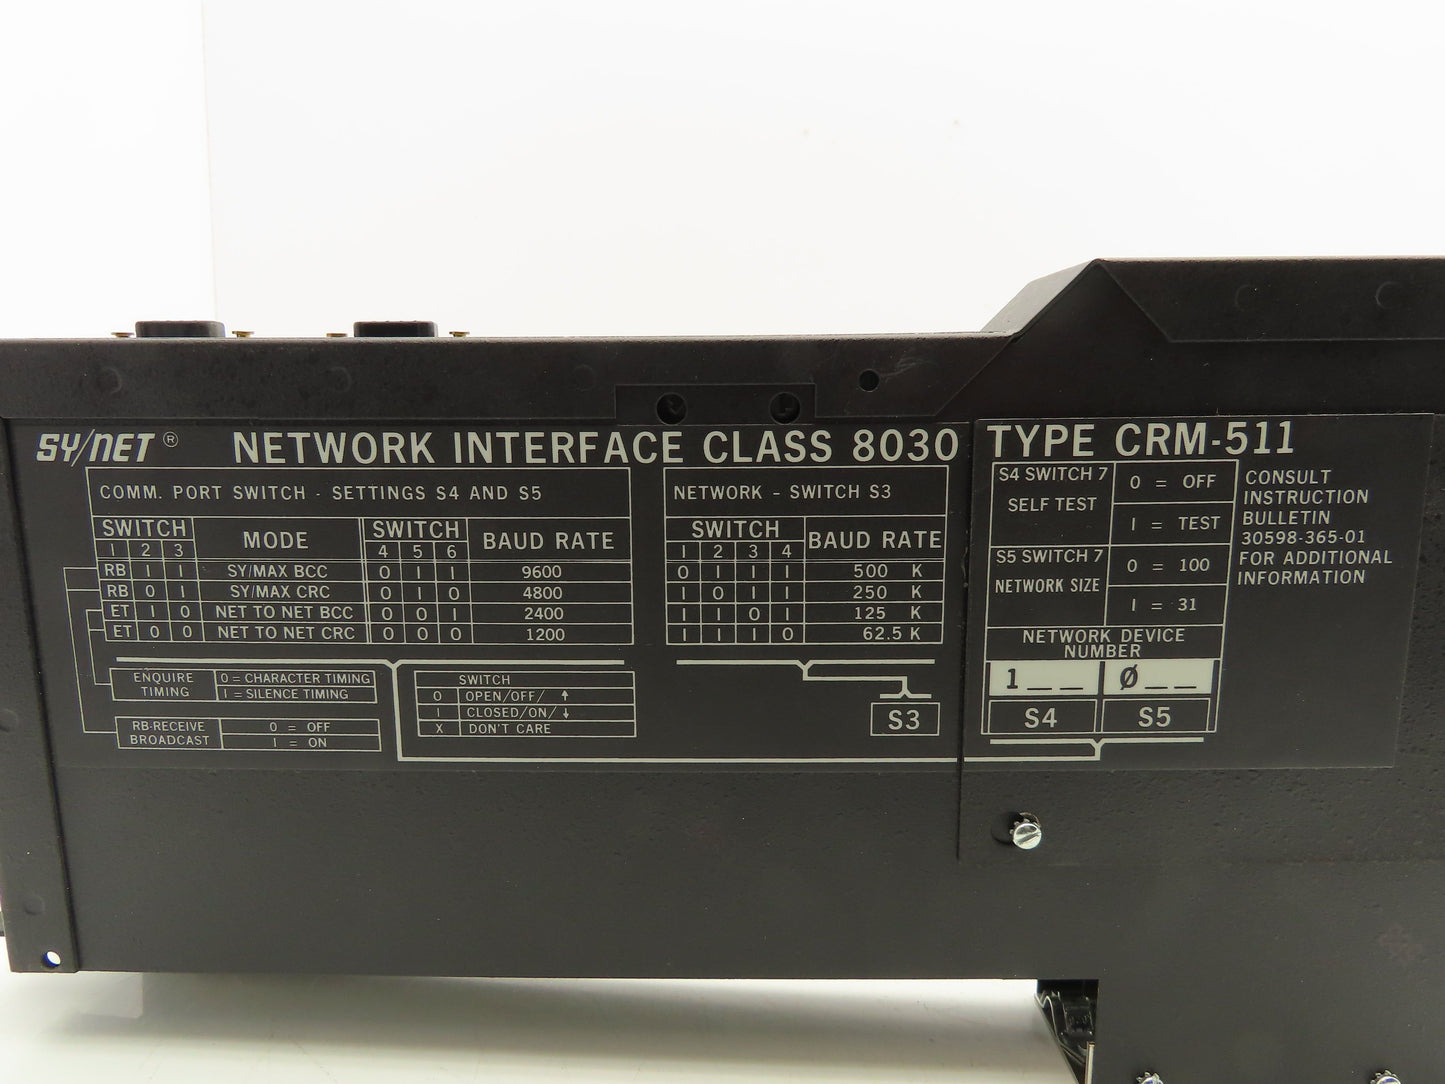 SY/NET ® NETWORK INTERFACE CLASS 8030 TYPE CRM-511
COMM. PORT SWITCH - SETTINGS S4 AND S5
SWITCH MODE SWITCH BAUD RATE
1 2 3 4 5 6
RB 1 1 SY/MAX BCC 0 1 1 9600
RB 0 1 SY/MAX CRC 0 1 0 4800
ET 1 0 NET TO NET BCC 0 0 1 2400
ET 0 0 NET TO NET CRC 0 0 0 1200
ENQUIRE TIMING
0 = CHARACTER TIMING
1 = SILENCE TIMING
RB-RECEIVE BROADCAST
0 = OFF
1 = ON
SWITCH
0 OPEN/OFF/ ↑
1 CLOSED/ON/ ↓
X DON'T CARE
NETWORK - SWITCH S3
SWITCH BAUD RATE
1 2 3 4
0 1 1 1 500 K
1 0 1 1 250 K
1 1 0 1 125 K
1 1 1 0 62.5 K
S3
S4 SWITCH 7
SELF TEST
0 = OFF
1 = TEST
S5 SWITCH 7
NETWORK SIZE
0 = 100
1 = 31
NETWORK DEVICE
NUMBER
1 _ _ Ø _ _
S4 S5
CONSULT
INSTRUCTION
BULLETIN
30598-365-01
FOR ADDITIONAL
INFORMATION